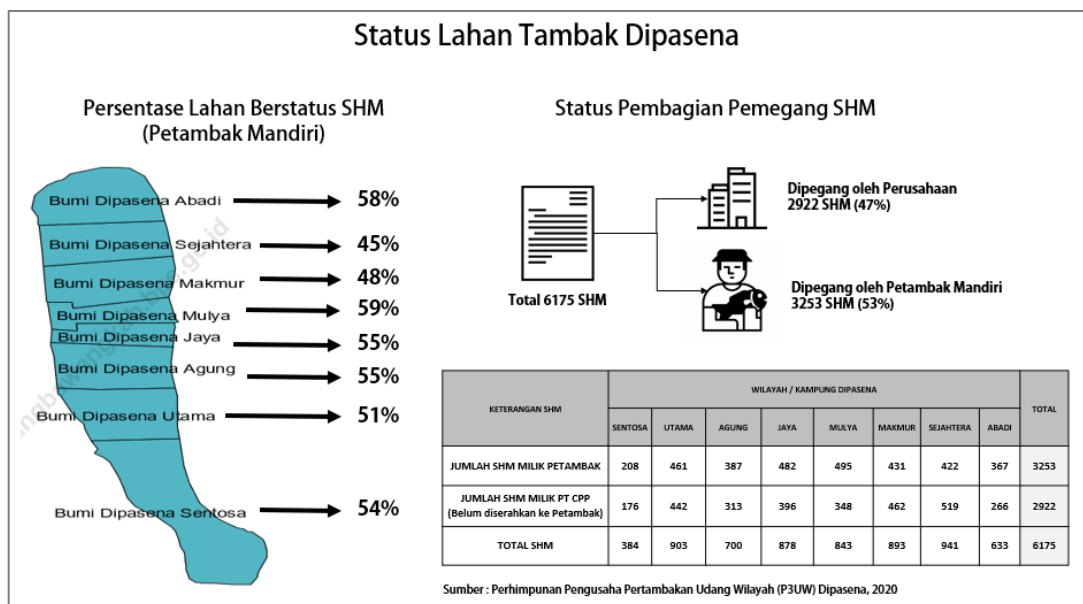 Status Lahan Tambak Dipasena
Persentase Lahan Berstatus SHM
(Petambak Mandiri)
Bumi Dipasena Abadi 58%
Bumi Dipasena Sejahtera 45%
Bumi Dipasena Makmur 48%
Bumi Dipasena Mulya 59%
Bumi Dipasena Jaya 55%
Bumi Dipasena Agung 55%
Bumi Dipasena Utama 51%
Bumi Dipasena Sentosa 54%
Status Pembagian Pemegang SHM
Total 6175 SHM
Dipegang oleh Perusahaan
2922 SHM (47%)
Dipegang oleh Petambak Mandiri
3253 SHM (53%)
KETERANGAN SHM WILAYAH / KAMPUNG DIPASENA TOTAL
SENTOSA UTAMA AGUNG JAYA MULYA MAKMUR SEJAHTERA ABADI
JUMLAH SHM MILIK PETAMBAK 208 461 387 482 495 431 422 367 3253
JUMLAH SHM MILIK PT CPP
(Belum diserahkan ke Petambak) 176 442 313 396 348 462 519 266 2922
TOTAL SHM 384 903 700 878 843 893 941 633 6175
Sumber : Perhimpunan Pengusaha Pertambakan Udang Wilayah (P3UW) Dipasena, 2020